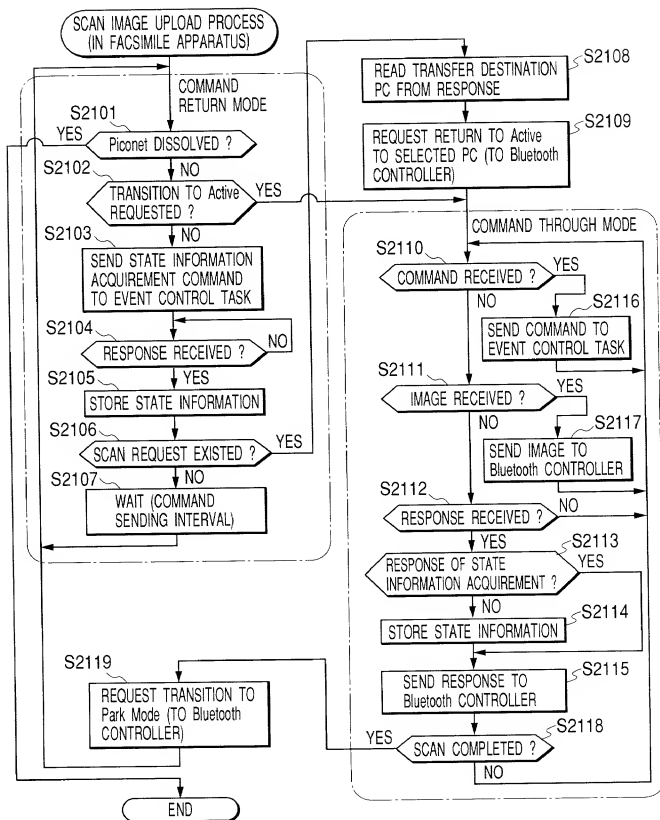 SCAN IMAGE UPLOAD PROCESS
(IN FACSIMILE APPARATUS)
COMMAND
RETURN MODE
S2101
YES
Piconet DISSOLVED ?
NO
S2102
TRANSITION TO Active
REQUESTED ?
YES
NO
S2103
SEND STATE INFORMATION
ACQUIREMENT COMMAND
TO EVENT CONTROL TASK
S2104
NO
RESPONSE RECEIVED ?
YES
S2105
STORE STATE INFORMATION
S2106
YES
SCAN REQUEST EXISTED ?
NO
S2107
WAIT (COMMAND
SENDING INTERVAL)
S2108
READ TRANSFER DESTINATION
PC FROM RESPONSE
S2109
REQUEST RETURN TO Active
TO SELECTED PC (TO Bluetooth
CONTROLLER)
COMMAND THROUGH MODE
S2110
YES
COMMAND RECEIVED ?
NO
S2116
SEND COMMAND TO
EVENT CONTROL TASK
S2111
YES
IMAGE RECEIVED ?
NO
S2117
SEND IMAGE TO
Bluetooth CONTROLLER
S2112
NO
RESPONSE RECEIVED ?
YES
S2113
RESPONSE OF STATE
INFORMATION ACQUIREMENT ?
YES
NO
S2114
STORE STATE INFORMATION
S2115
SEND RESPONSE TO
Bluetooth CONTROLLER
S2118
YES
SCAN COMPLETED ?
NO
S2119
REQUEST TRANSITION TO
Park Mode (TO Bluetooth
CONTROLLER)
END